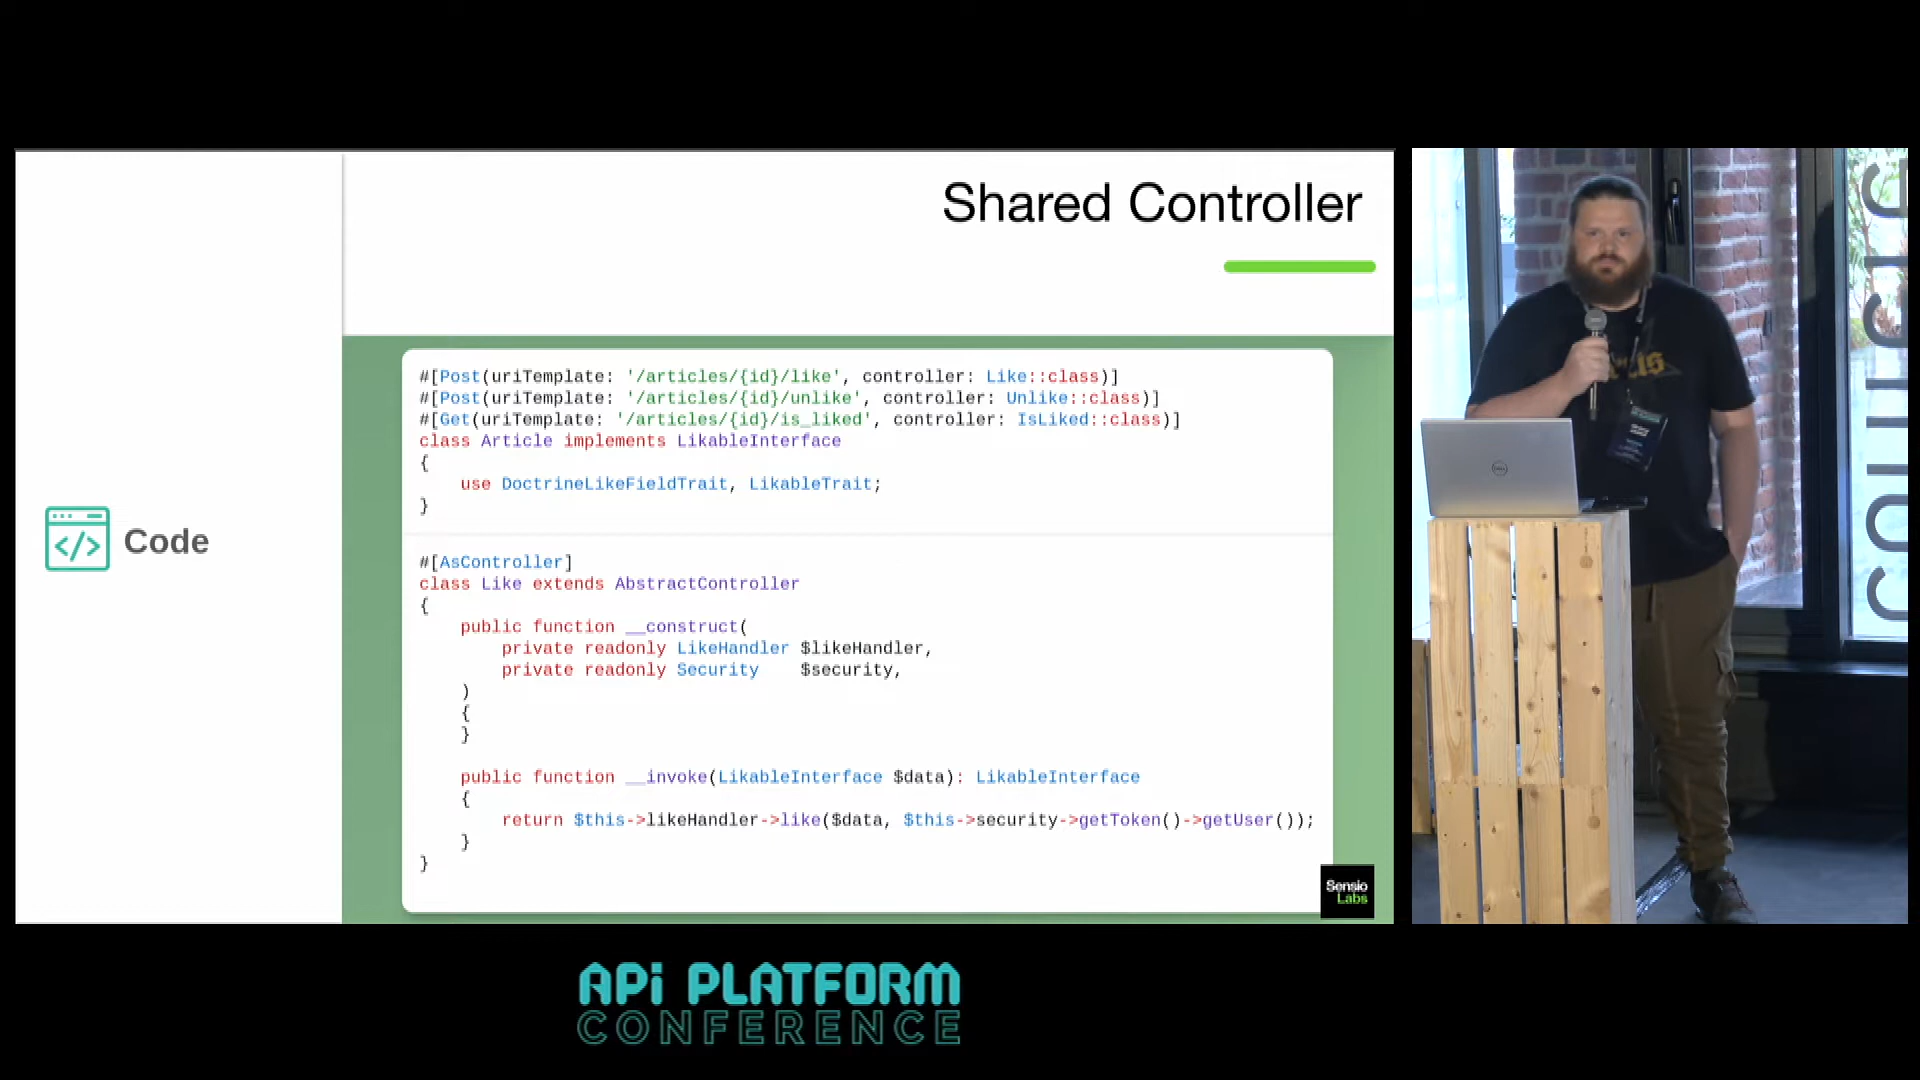 Shared Controller
Code
#[Post(uriTemplate: '/articles/{id}/like', controller: Like::class)]
#[Post(uriTemplate: '/articles/{id}/unlike', controller: Unlike::class)]
#[Get(uriTemplate: '/articles/{id}/is_liked', controller: IsLiked::class)]
class Article implements LikableInterface
{
    use DoctrineLikeFieldTrait, LikableTrait;
}
#[AsController]
class Like extends AbstractController
{
    public function __construct(
        private readonly LikeHandler $likeHandler,
        private readonly Security    $security,
    )
    {
    }
    public function __invoke(LikableInterface $data): LikableInterface
    {
        return $this->likeHandler->like($data, $this->security->getToken()->getUser());
    }
}
Sensio
Labs
APi PLATFORM
CONFERENCE